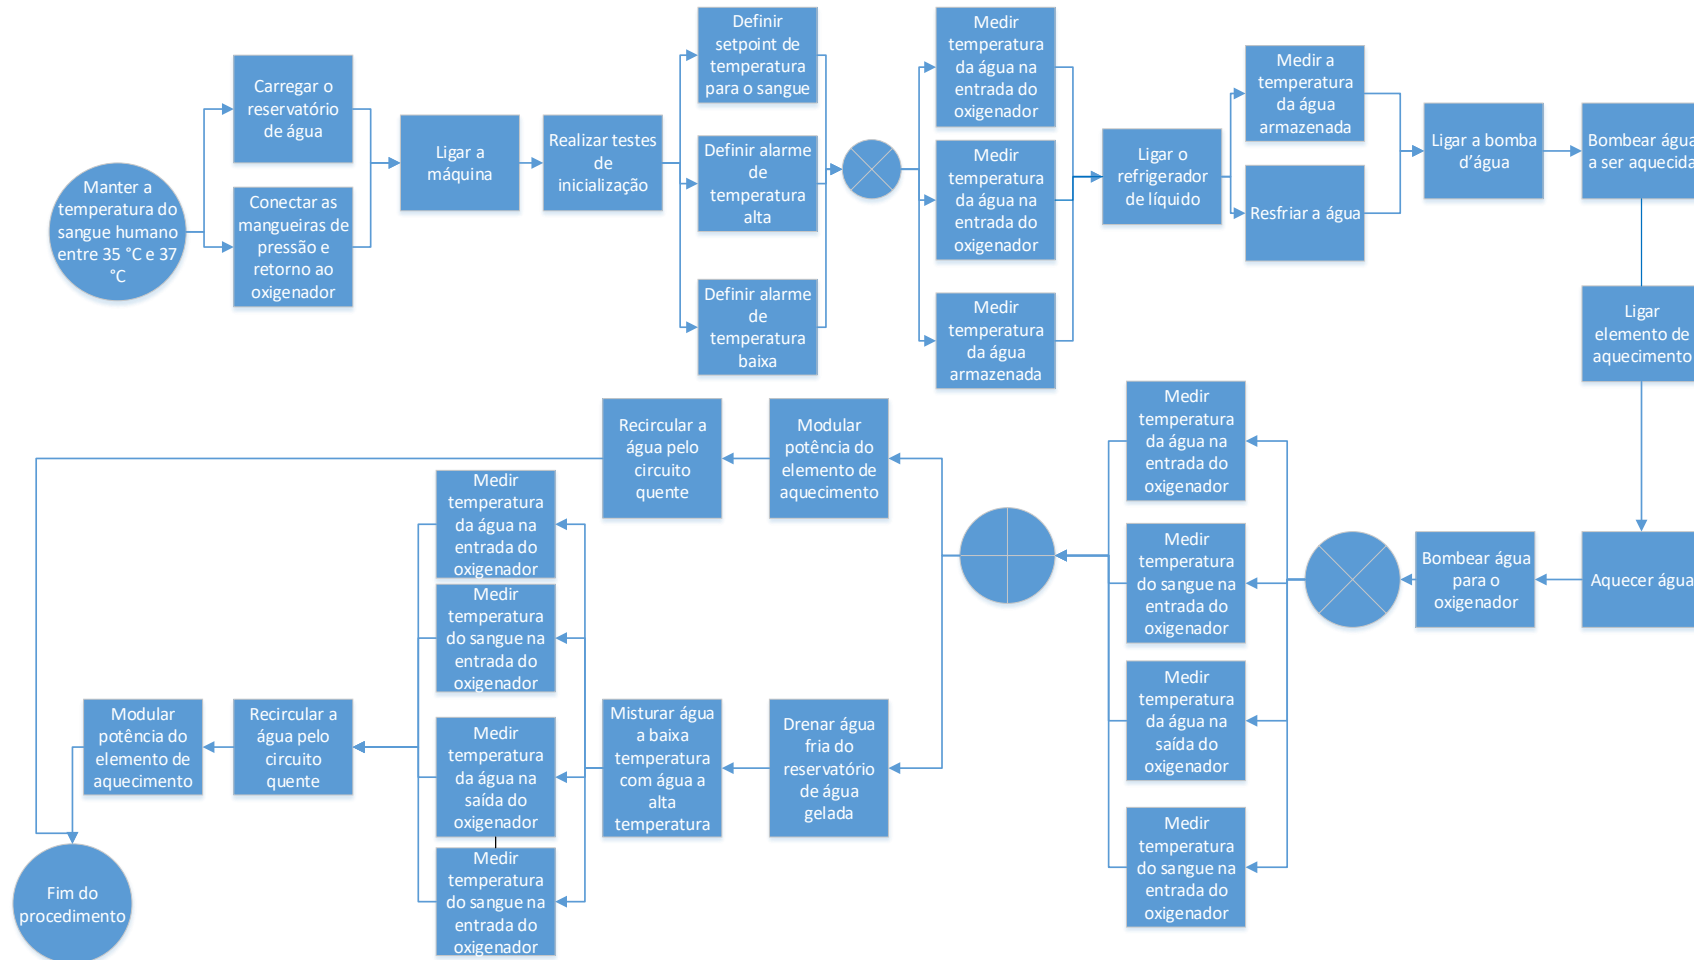 Manter a
temperatura do
sangue humano
entre 35 °C e 37
°C
Carregar o
reservatório
de água
Conectar as
mangueiras de
pressão e
retorno ao
oxigenador
Ligar a
máquina
Realizar testes
de
inicialização
Definir
setpoint de
temperatura
para o sangue
Definir alarme
de
temperatura
alta
Definir alarme
de
temperatura
baixa
Medir
temperatura
da água na
entrada do
oxigenador
Medir
temperatura
da água na
entrada do
oxigenador
Medir
temperatura
da água
armazenada
Ligar o
refrigerador
de líquido
Medir a
temperatura
da água
armazenada
Resfriar a água
Ligar a bomba
d’água
Bombear água
a ser aquecida
Ligar
elemento de
aquecimento
Aquecer água
Bombear água
para o
oxigenador
Medir
temperatura
da água na
entrada do
oxigenador
Medir
temperatura
do sangue na
entrada do
oxigenador
Medir
temperatura
da água na
saída do
oxigenador
Medir
temperatura
do sangue na
entrada do
oxigenador
Modular
potência do
elemento de
aquecimento
Recircular a
água pelo
circuito
quente
Drenar água
fria do
reservatório
de água
gelada
Misturar água
a baixa
temperatura
com água a
alta
temperatura
Medir
temperatura
da água na
entrada do
oxigenador
Medir
temperatura
do sangue na
entrada do
oxigenador
Medir
temperatura
da água na
saída do
oxigenador
Medir
temperatura
do sangue na
entrada do
oxigenador
Recircular a
água pelo
circuito
quente
Modular
potência do
elemento de
aquecimento
Fim do
procedimento